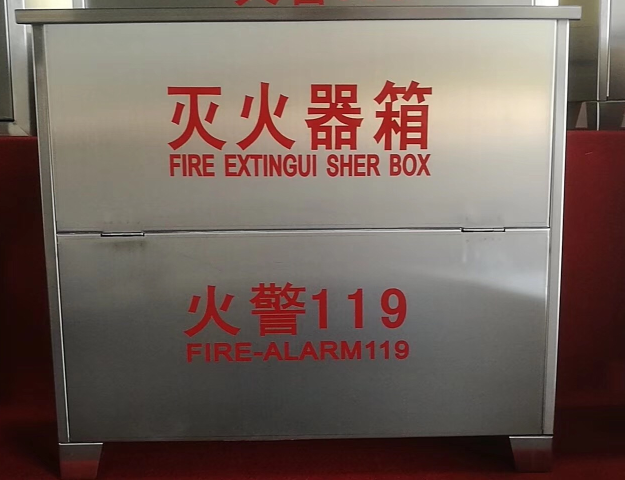 灭火器箱
FIRE EXTINGUI SHER BOX
火警119
FIRE-ALARM119